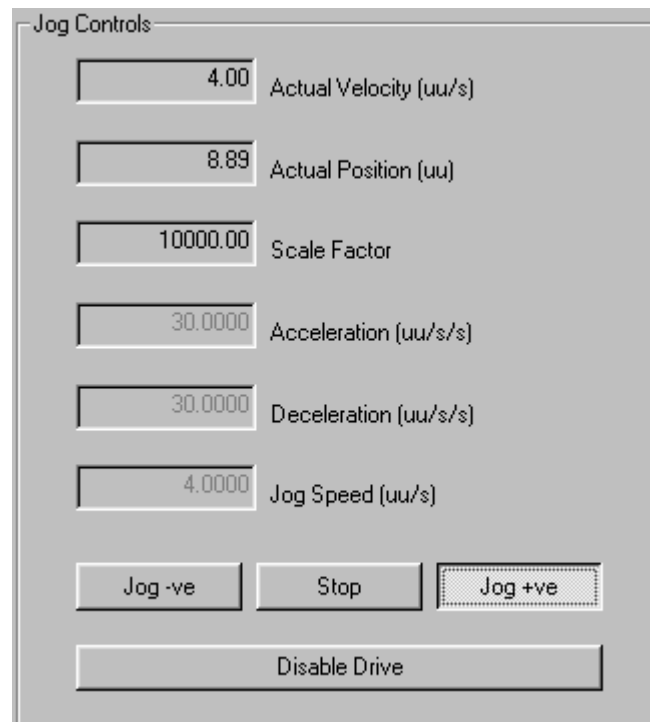 Jog Controls
4.00 Actual Velocity (uu/s)
8.89 Actual Position (uu)
10000.00 Scale Factor
30.0000 Acceleration (uu/s/s)
30.0000 Deceleration (uu/s/s)
4.0000 Jog Speed (uu/s)
Jog -ve Stop Jog +ve
Disable Drive